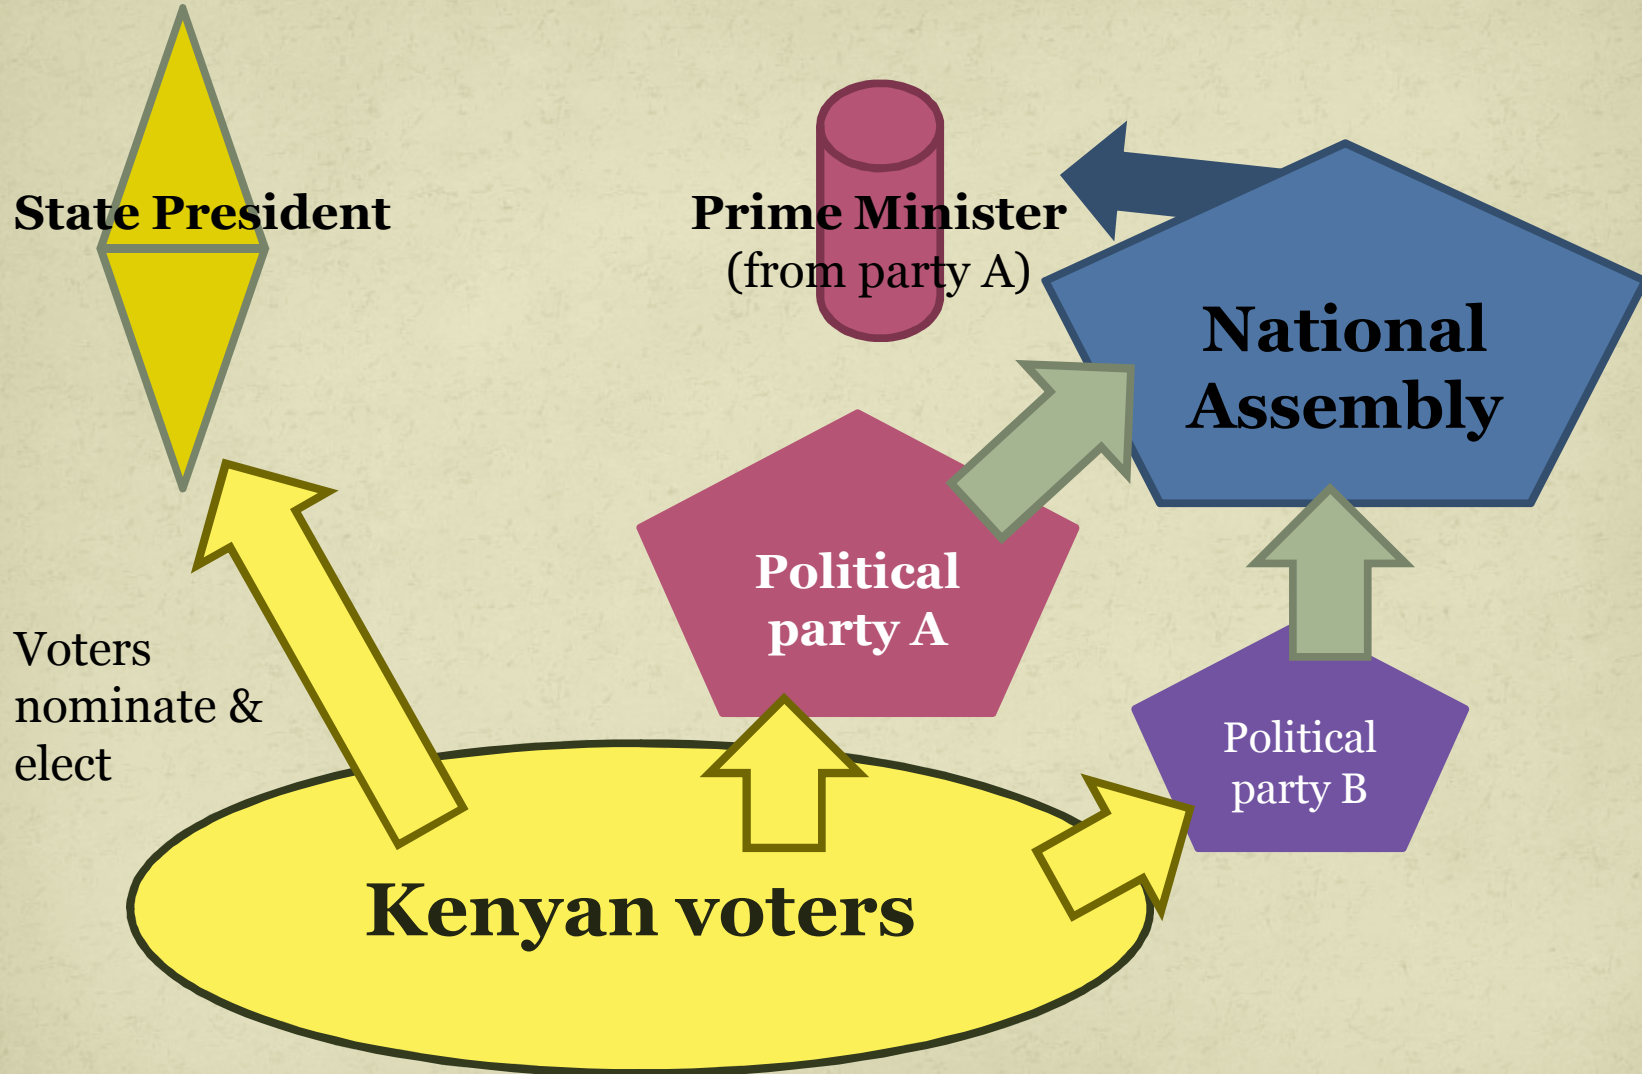 State President
Prime Minister
(from party A)
National
Assembly
Political
party A
Voters
nominate &
elect
Political
party B
Kenyan voters